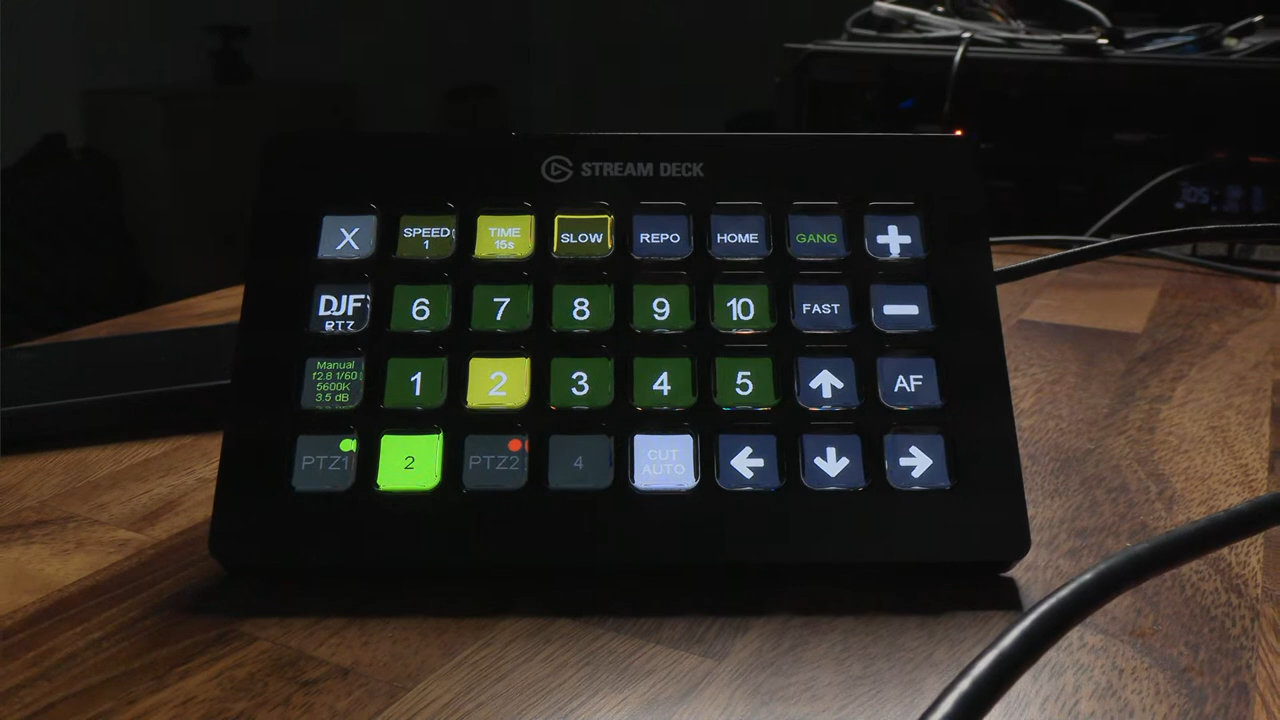 STREAM DECK
X
SPEED
1
TIME
15s
SLOW
REPO
HOME
GANG
+
DJF
PTZ
6
7
8
9
10
FAST
-
Manual
f2.8 1/60
5600K
3.5 dB
1
2
3
4
5
AF
PTZ1
2
PTZ2
4
CUT
AUTO